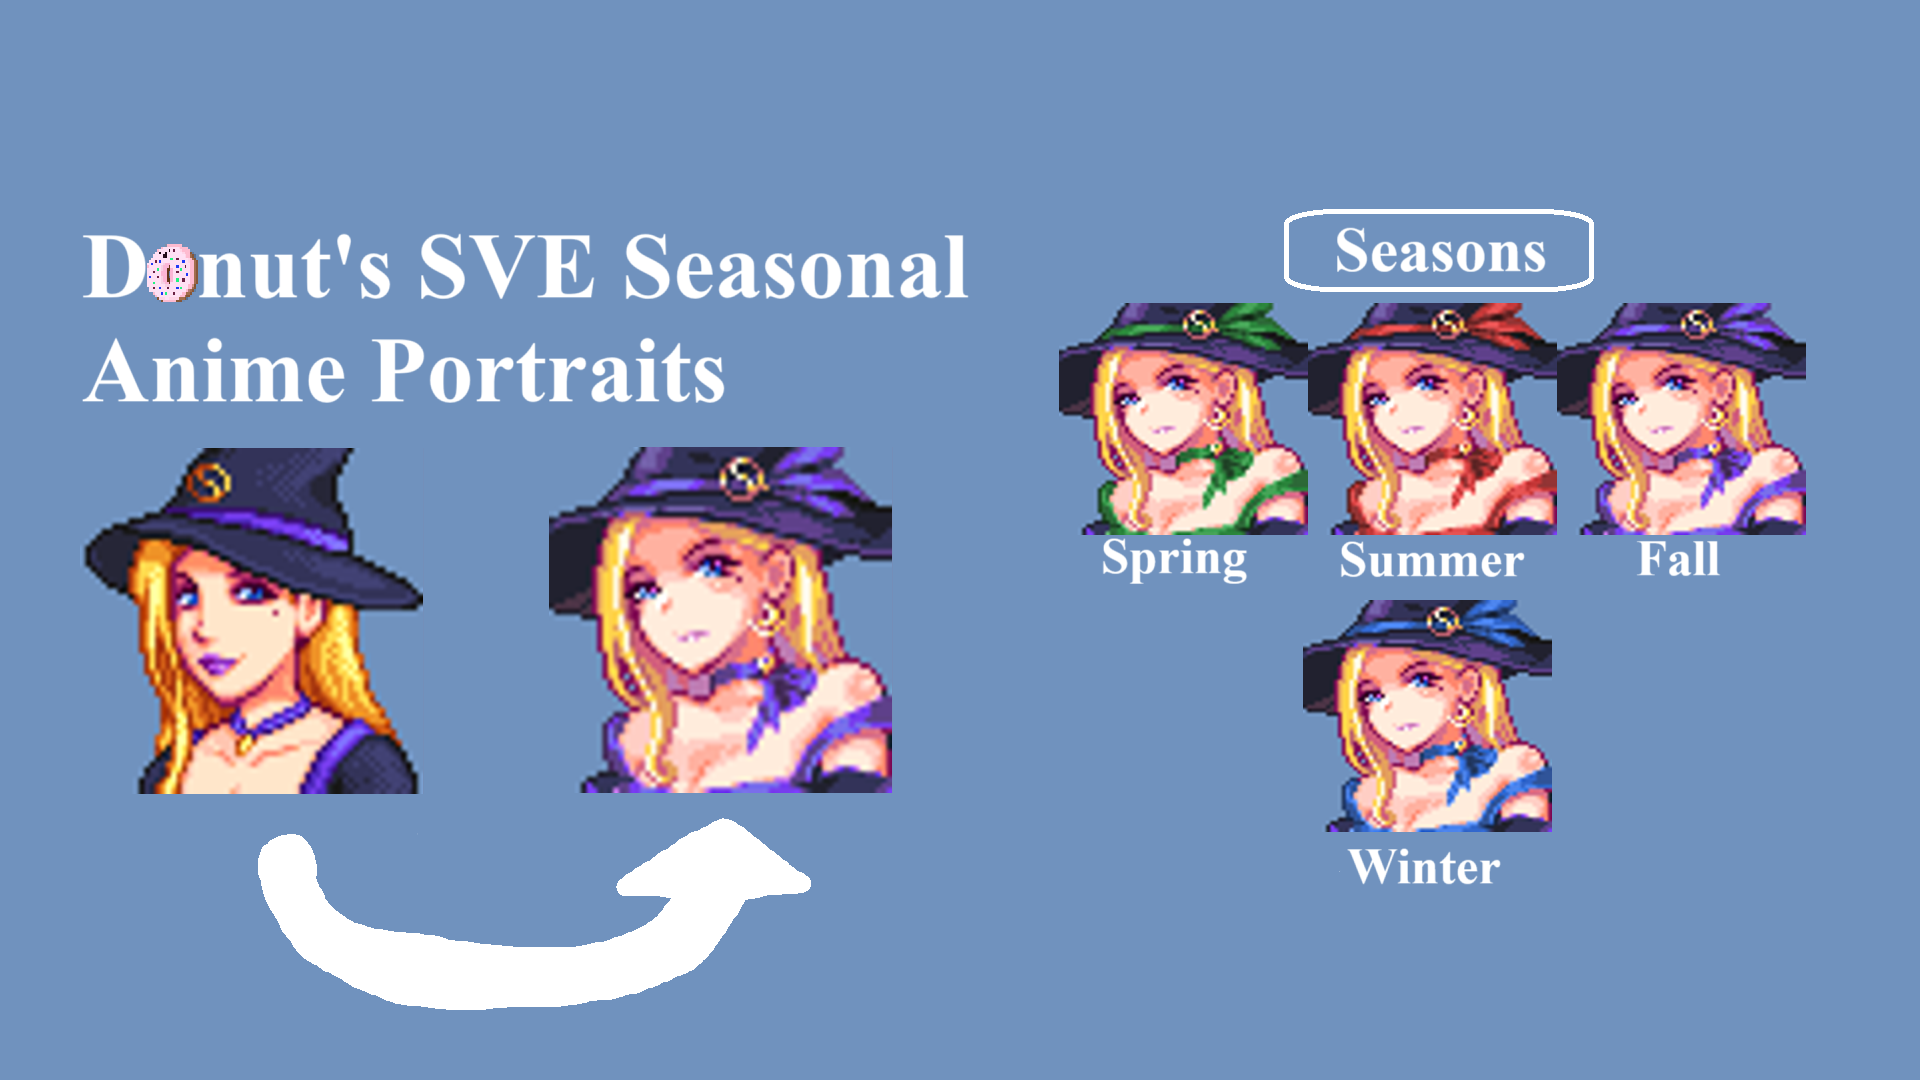 Donut's SVE Seasonal
Anime Portraits
Seasons
Spring
Summer
Fall
Winter